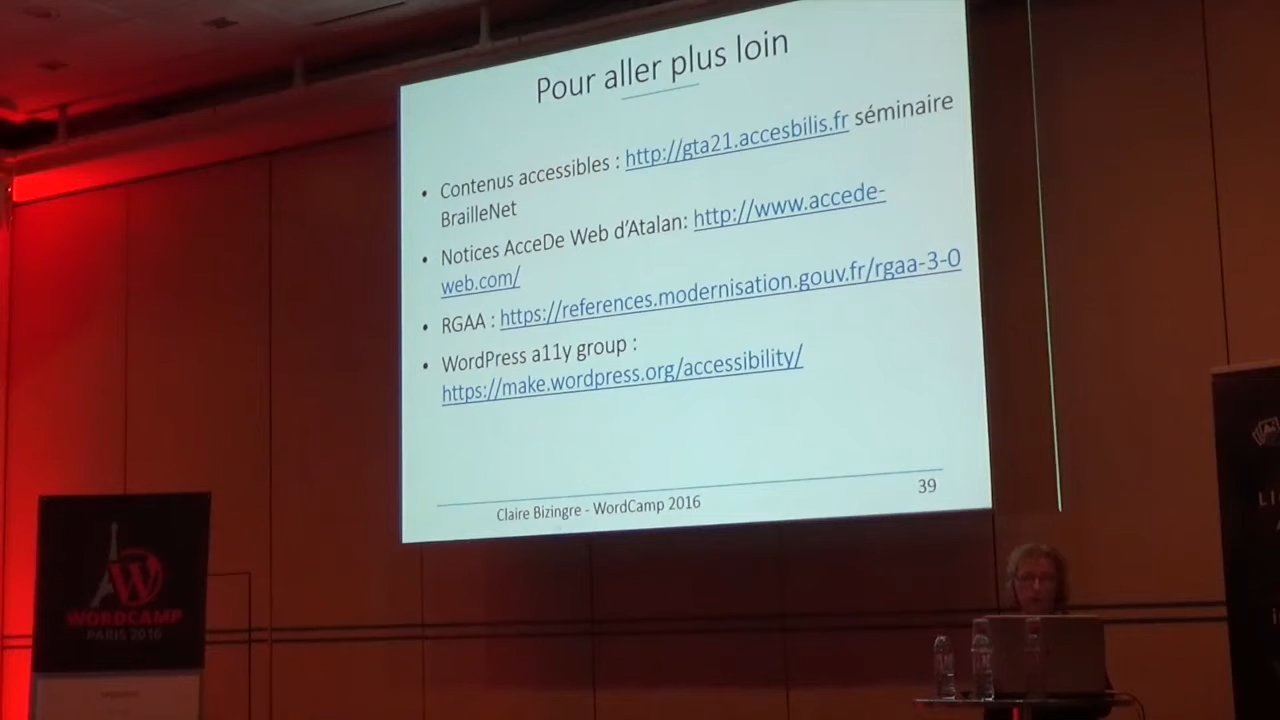 Pour aller plus loin
• Contenus accessibles : http://gta21.accesbilis.fr séminaire
BrailleNet
• Notices AcceDe Web d’Atalan: http://www.accede-
web.com/
• RGAA : https://references.modernisation.gouv.fr/rgaa-3-0
• WordPress a11y group :
https://make.wordpress.org/accessibility/
Claire Bizingre - WordCamp 2016
39
W
WORDCAMP
PARIS 2016